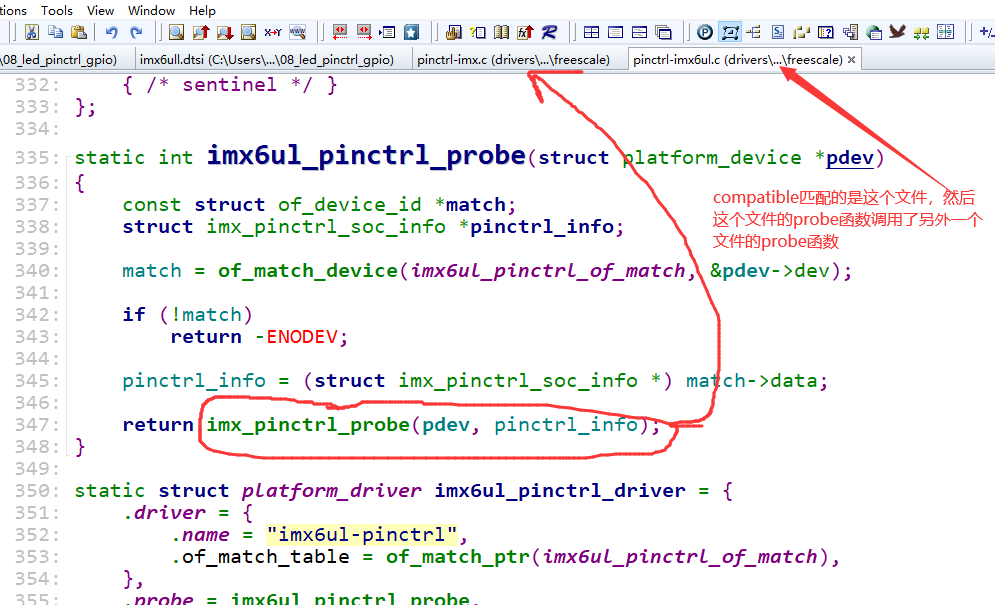 tions Tools View Window Help
\08_led_pinctrl_gpio) imx6ull.dtsi (C:\Users\...\08_led_pinctrl_gpio) pinctrl-imx.c (drivers\...\freescale) pinctrl-imx6ul.c (drivers\...\freescale)
332: { /* sentinel */ }
333: };
334:
335: static int imx6ul_pinctrl_probe(struct platform_device *pdev)
336: {
337: const struct of_device_id *match;
338: struct imx_pinctrl_soc_info *pinctrl_info;
339:
340: match = of_match_device(imx6ul_pinctrl_of_match, &pdev->dev);
341:
342: if (!match)
343: return -ENODEV;
344:
345: pinctrl_info = (struct imx_pinctrl_soc_info *) match->data;
346:
347: return imx_pinctrl_probe(pdev, pinctrl_info);
348: }
349:
350: static struct platform_driver imx6ul_pinctrl_driver = {
351: .driver = {
352: .name = "imx6ul-pinctrl",
353: .of_match_table = of_match_ptr(imx6ul_pinctrl_of_match),
354: },
355: .probe = imx6ul_pinctrl_probe,
compatible匹配的是这个文件，然后
这个文件的probe函数调用了另外一个
文件的probe函数